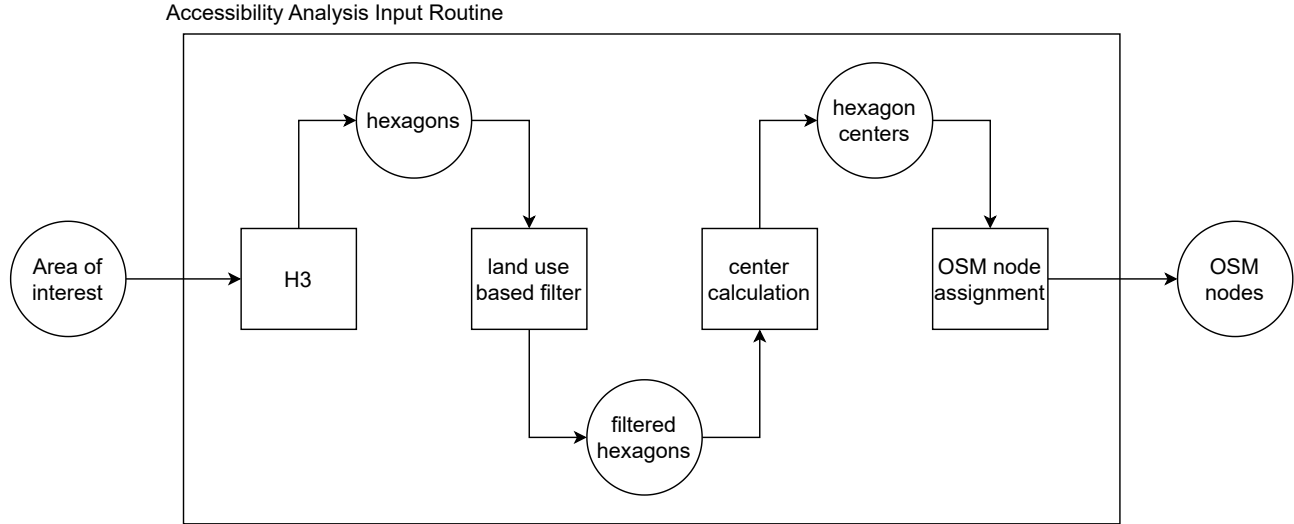 Accessibility Analysis Input Routine
Area of
interest
H3
hexagons
land use
based filter
filtered
hexagons
center
calculation
hexagon
centers
OSM node
assignment
OSM
nodes